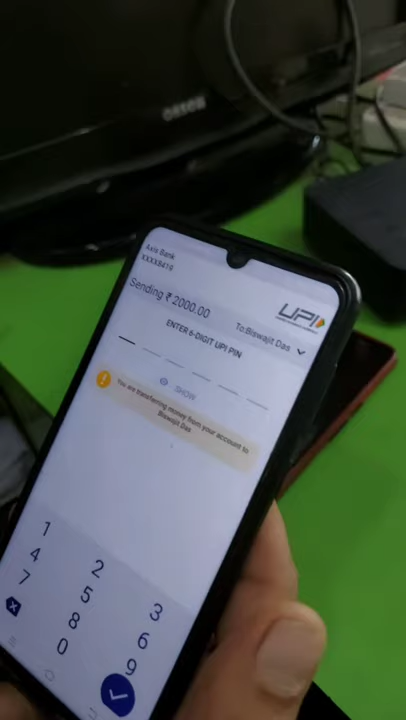 ORION
Axis Bank
XXXX8419
UPI
Sending ₹ 2000.00
To:Biswajit Das
ENTER 6-DIGIT UPI PIN
SHOW
You are transferring money from your account to
Biswajit Das
1 2 3
4 5 6
7 8 9
0